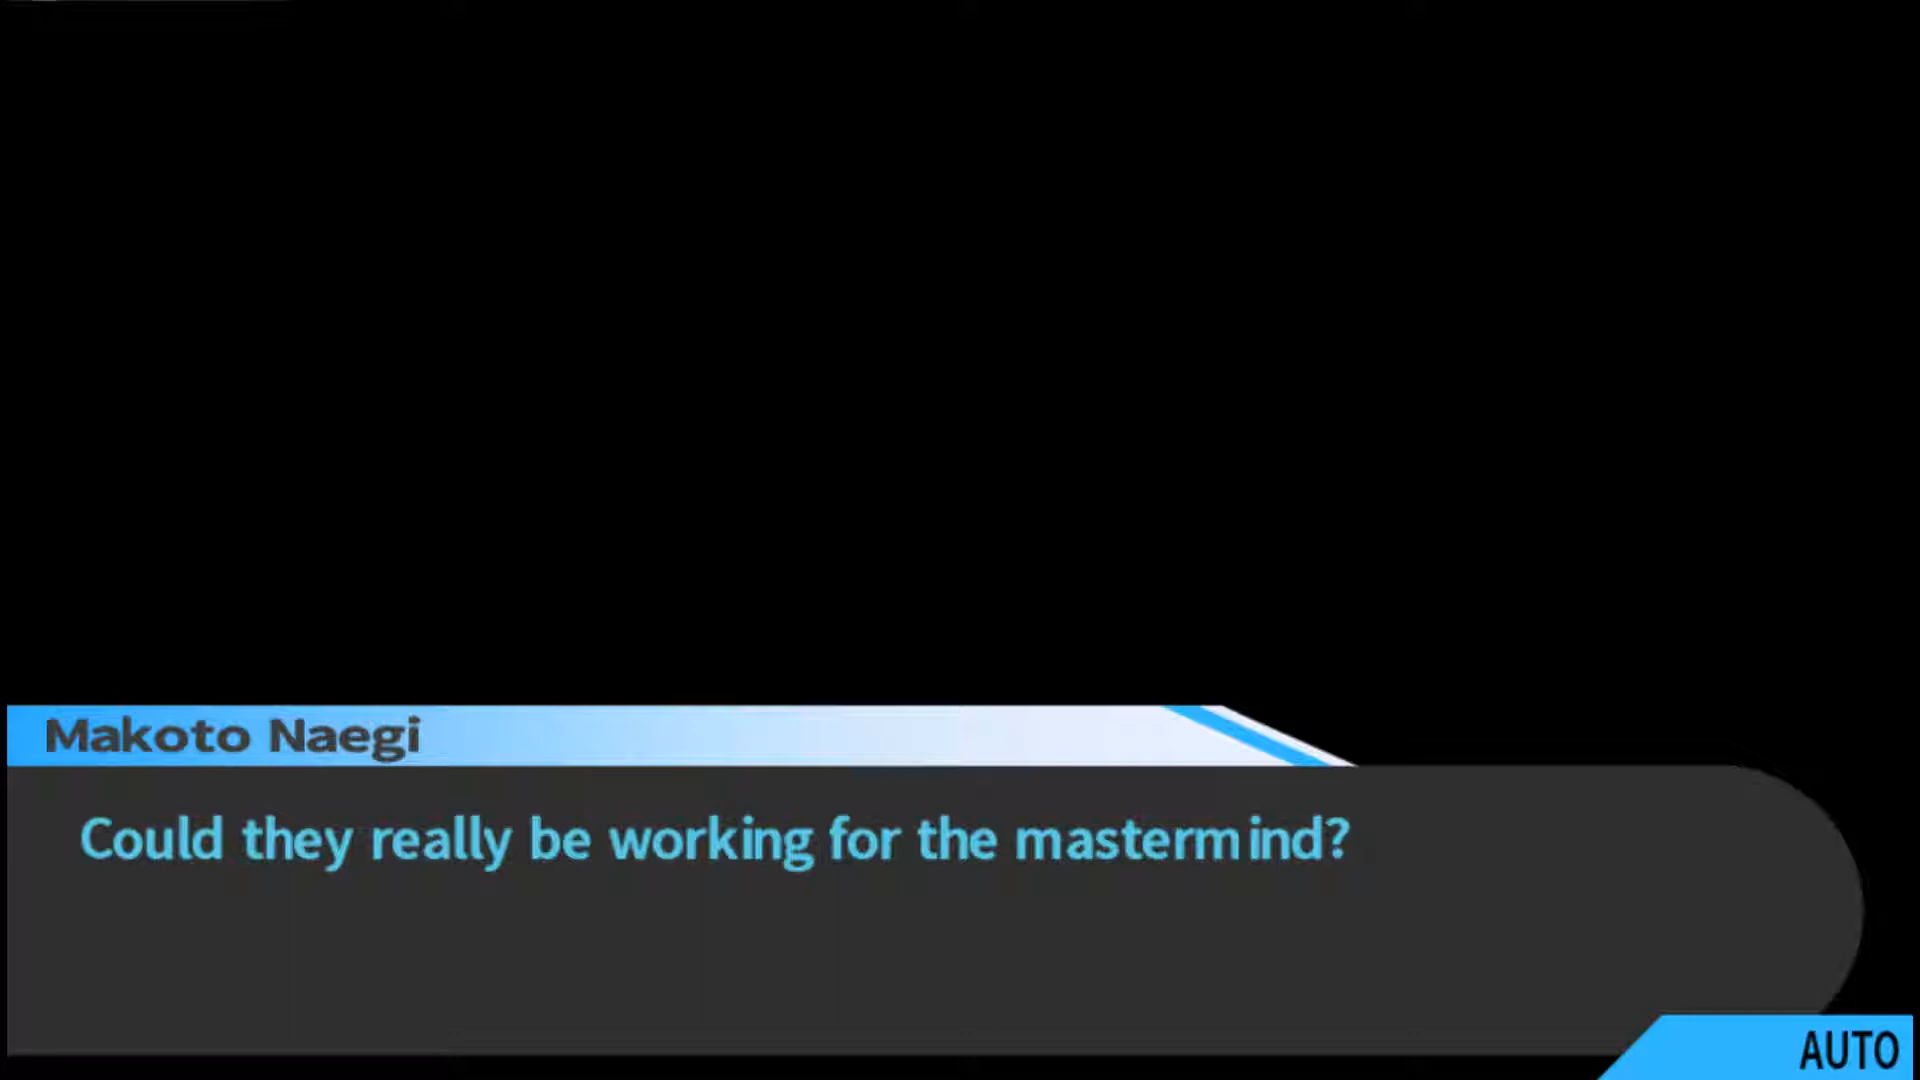 Makoto Naegi
Could they really be working for the mastermind?
AUTO